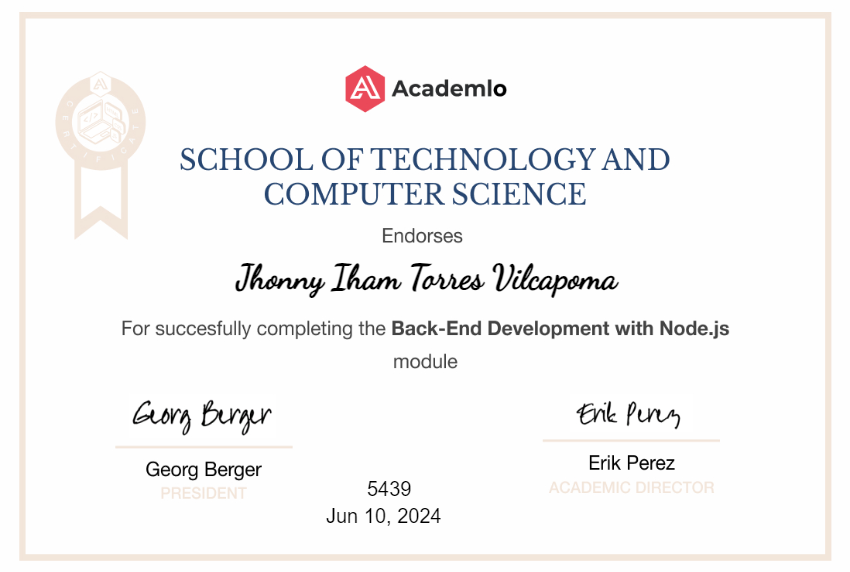 Academlo
CERTIFICATE
SCHOOL OF TECHNOLOGY AND
COMPUTER SCIENCE
Endorses
Jhonny Iham Torres Vilcapoma
For succesfully completing the Back-End Development with Node.js
module
Georg Berger
Erik Perez
Georg Berger
Erik Perez
PRESIDENT
ACADEMIC DIRECTOR
5439
Jun 10, 2024